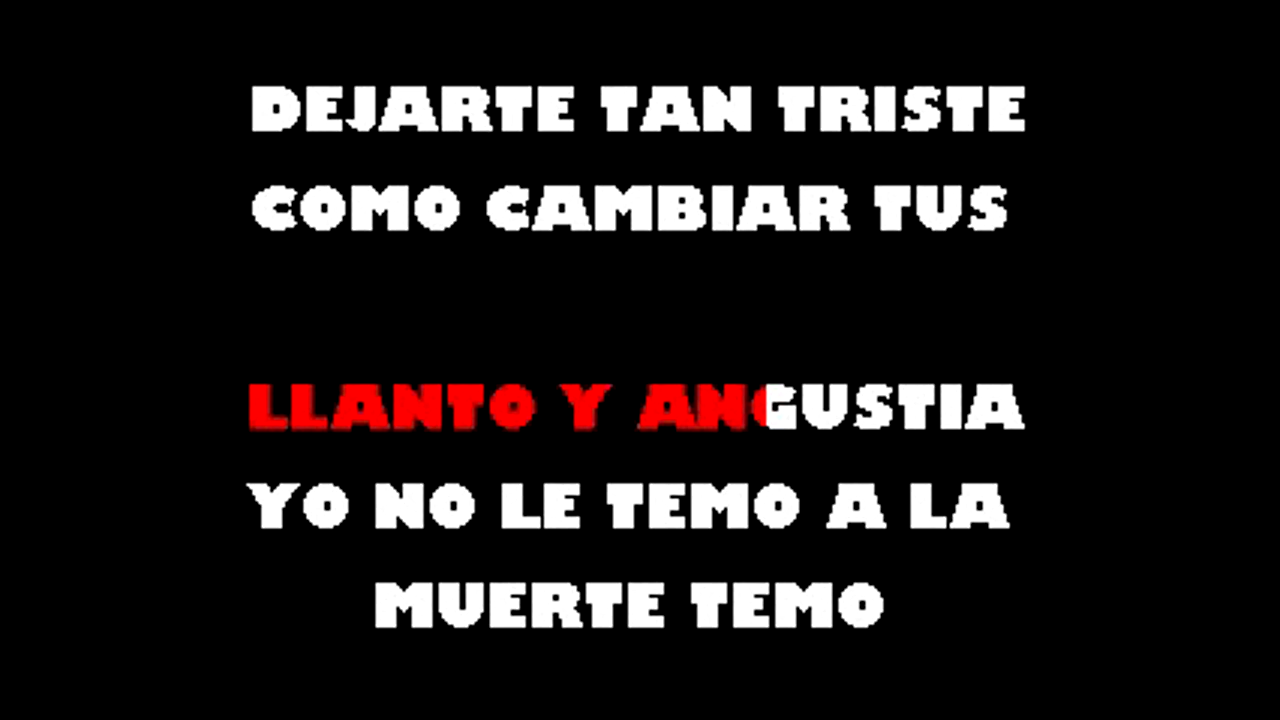 DEJARTE TAN TRISTE
COMO CAMBIAR TUS
LLANTO Y ANGUSTIA
YO NO LE TEMO A LA
MUERTE TEMO